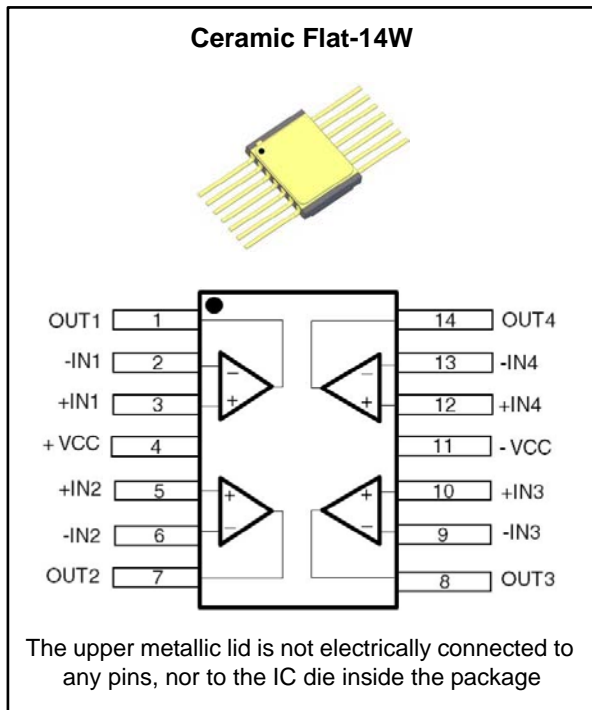 Ceramic Flat-14W
OUT1 1 14 OUT4
-IN1 2 − − 13 -IN4
+IN1 3 + + 12 +IN4
+ VCC 4 11 - VCC
+IN2 5 + + 10 +IN3
-IN2 6 − − 9 -IN3
OUT2 7 8 OUT3
The upper metallic lid is not electrically connected to
any pins, nor to the IC die inside the package